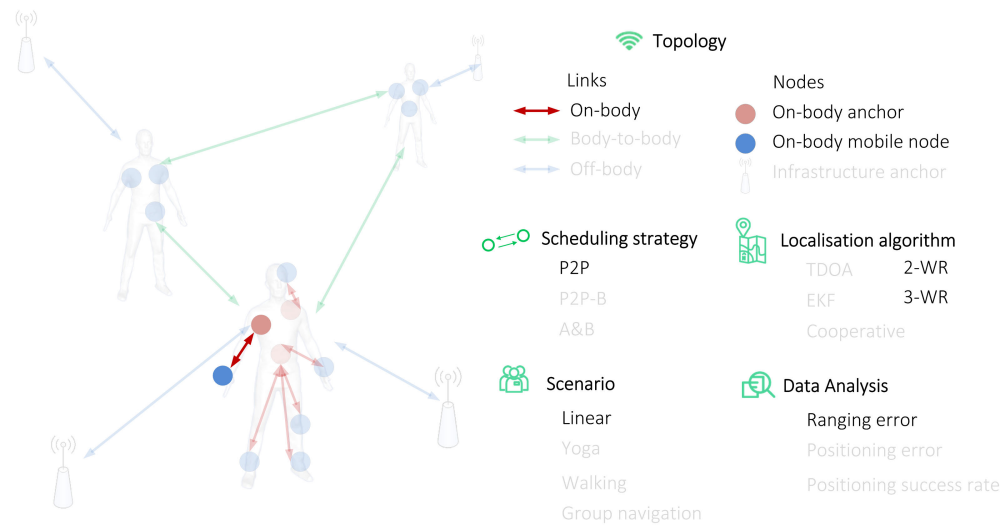 Topology
Links
On-body
Body-to-body
Off-body
Nodes
On-body anchor
On-body mobile node
Infrastructure anchor
Scheduling strategy
P2P
P2P-B
A&B
Localisation algorithm
TDOA 2-WR
EKF 3-WR
Cooperative
Scenario
Linear
Yoga
Walking
Group navigation
Data Analysis
Ranging error
Positioning error
Positioning success rate